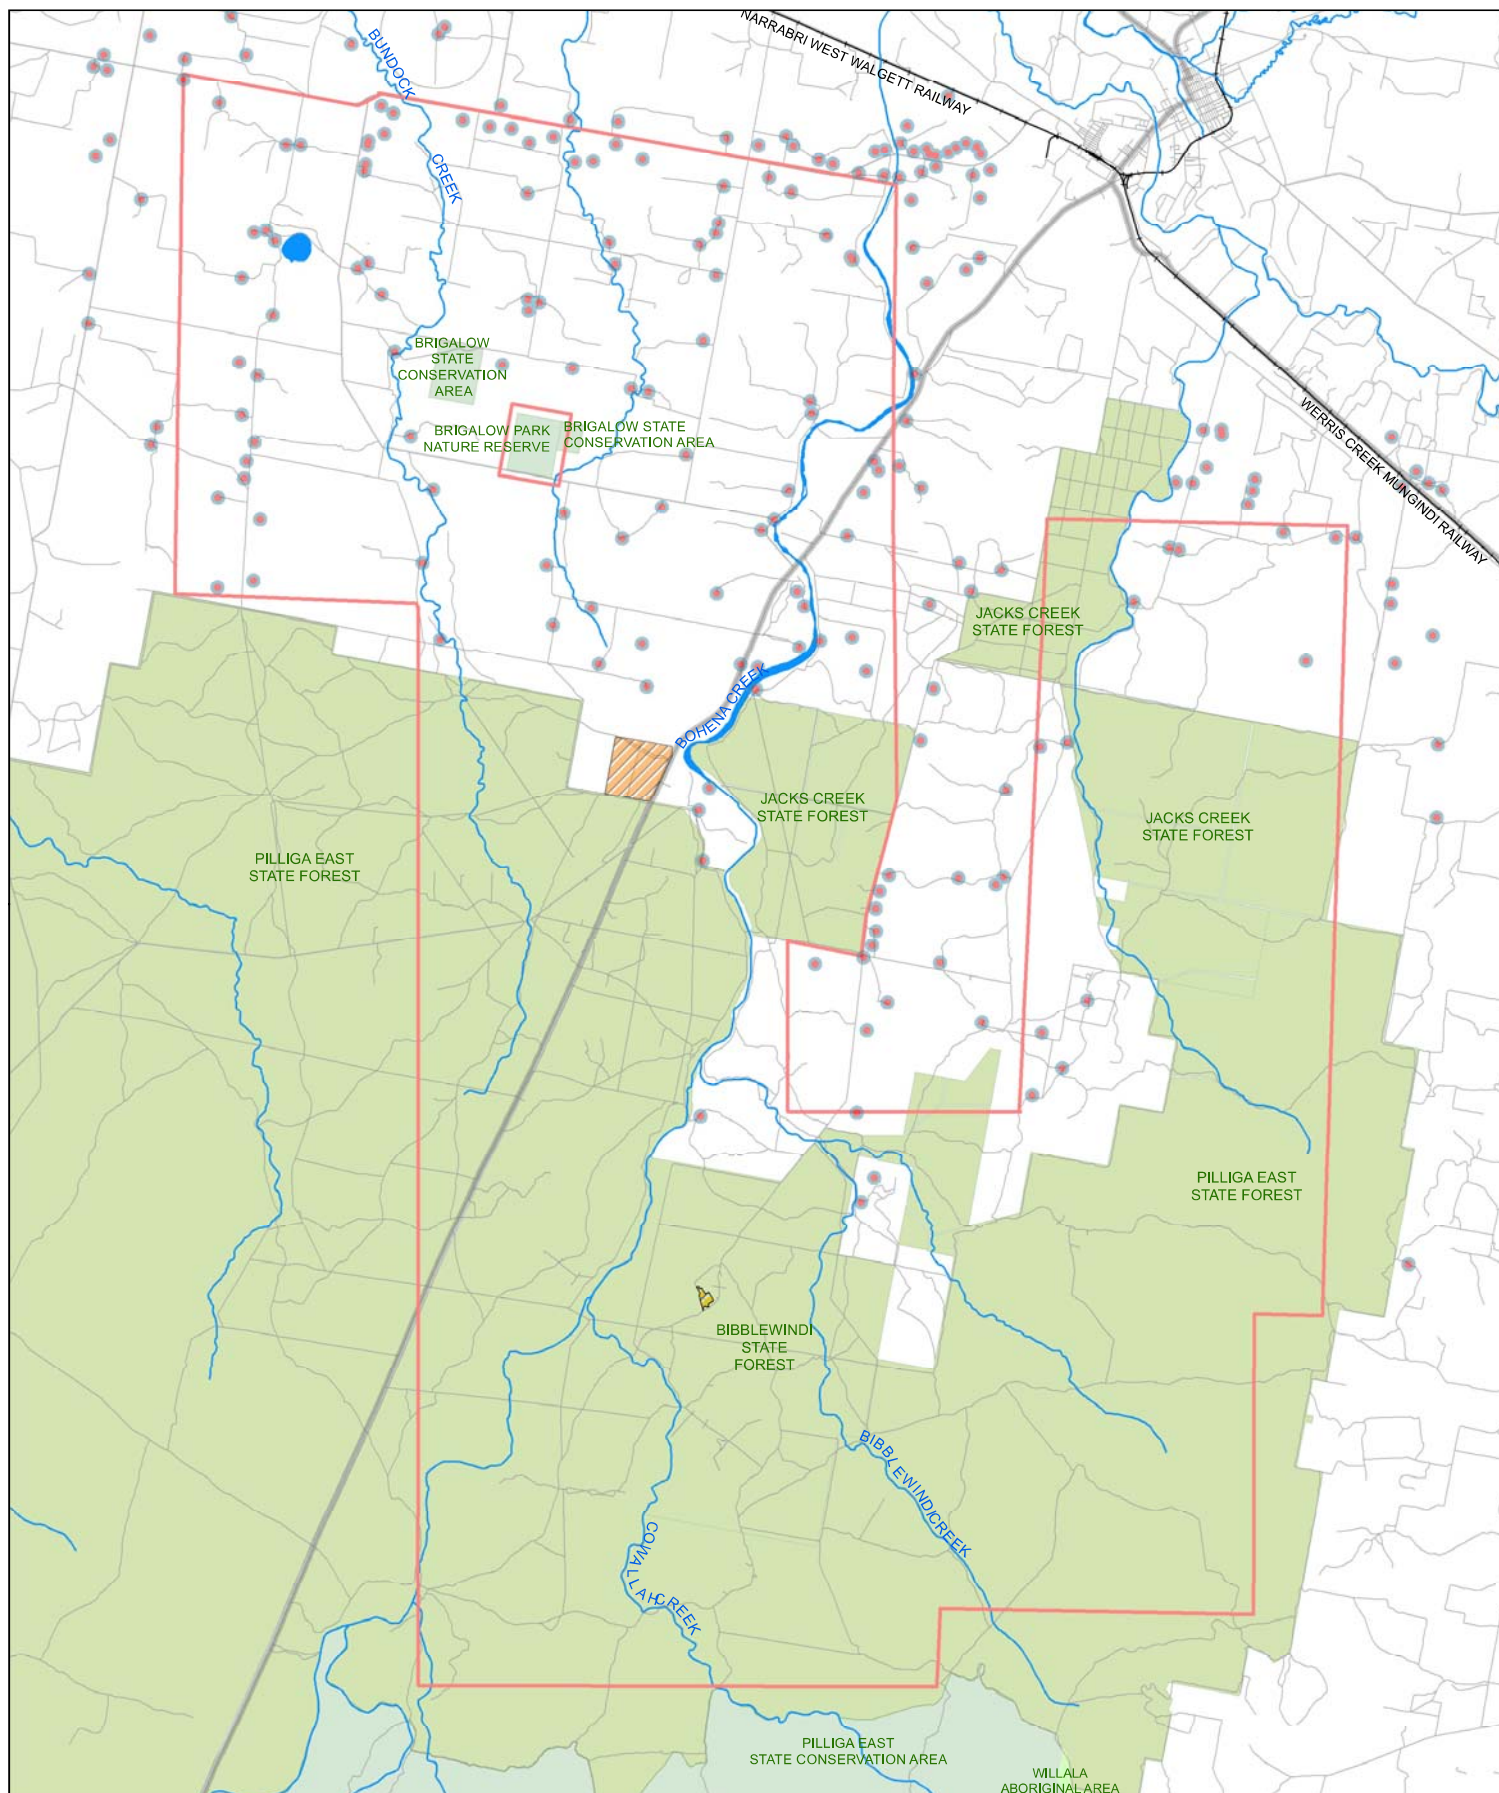 NARRABRI WEST WALGETT RAILWAY
BUNDOCK
CREEK
BRIGALOW
STATE
CONSERVATION
AREA
BRIGALOW PARK
NATURE RESERVE
BRIGALOW STATE
CONSERVATION AREA
WERRIS CREEK MUNGINDI RAILWAY
JACKS CREEK
STATE FOREST
BOHENA CREEK
JACKS CREEK
STATE FOREST
JACKS CREEK
STATE FOREST
PILLIGA EAST
STATE FOREST
PILLIGA EAST
STATE FOREST
BIBBLEWINDI
STATE
FOREST
BIBBLEWINDI CREEK
COWALLAH
CREEK
PILLIGA EAST
STATE CONSERVATION AREA
WILLALA
ABORIGINAL AREA